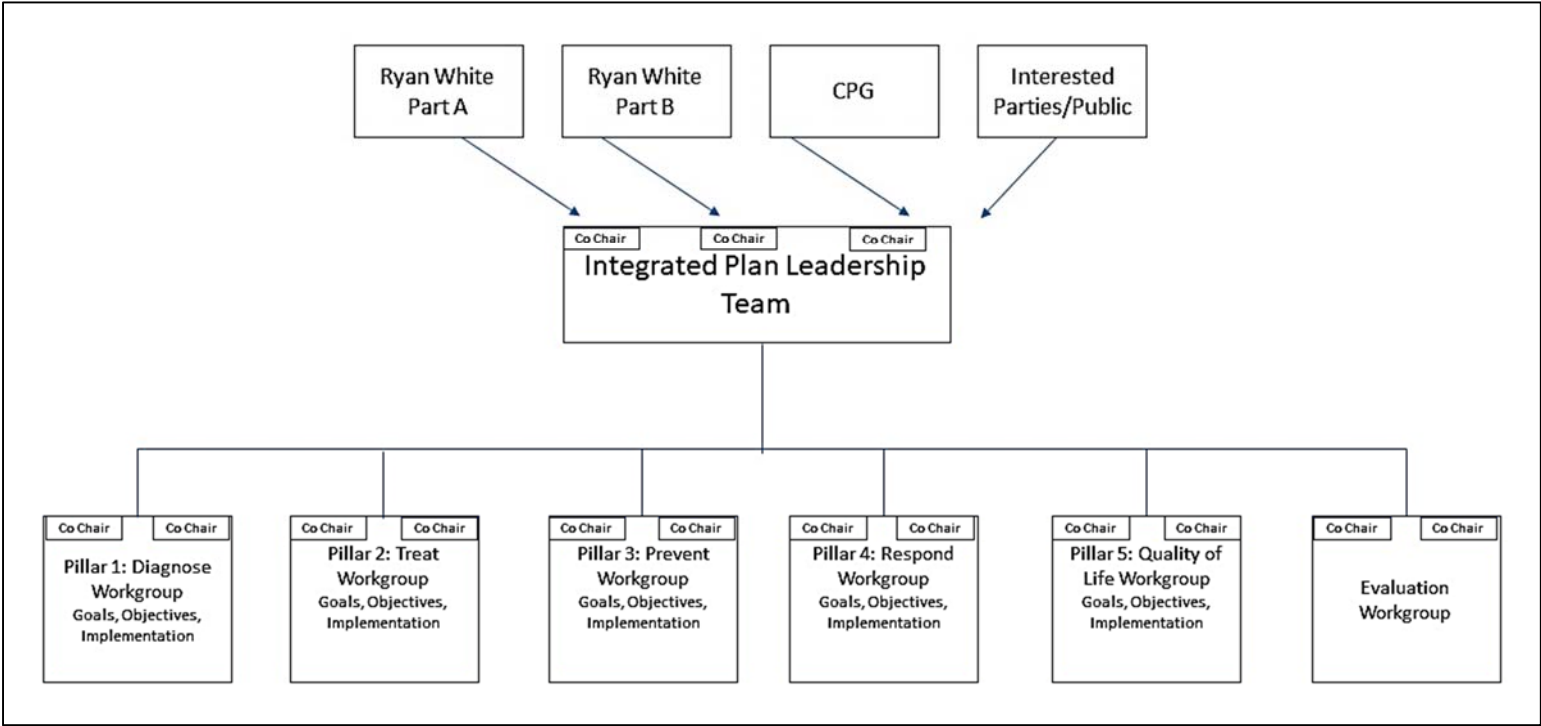 Ryan White
Part A
Ryan White
Part B
CPG
Interested
Parties/Public
Co Chair
Co Chair
Co Chair
Integrated Plan Leadership
Team
Co Chair
Co Chair
Pillar 1: Diagnose
Workgroup
Goals, Objectives,
Implementation
Co Chair
Co Chair
Pillar 2: Treat
Workgroup
Goals, Objectives,
Implementation
Co Chair
Co Chair
Pillar 3: Prevent
Workgroup
Goals, Objectives,
Implementation
Co Chair
Co Chair
Pillar 4: Respond
Workgroup
Goals, Objectives,
Implementation
Co Chair
Co Chair
Pillar 5: Quality of
Life Workgroup
Goals, Objectives,
Implementation
Co Chair
Co Chair
Evaluation
Workgroup